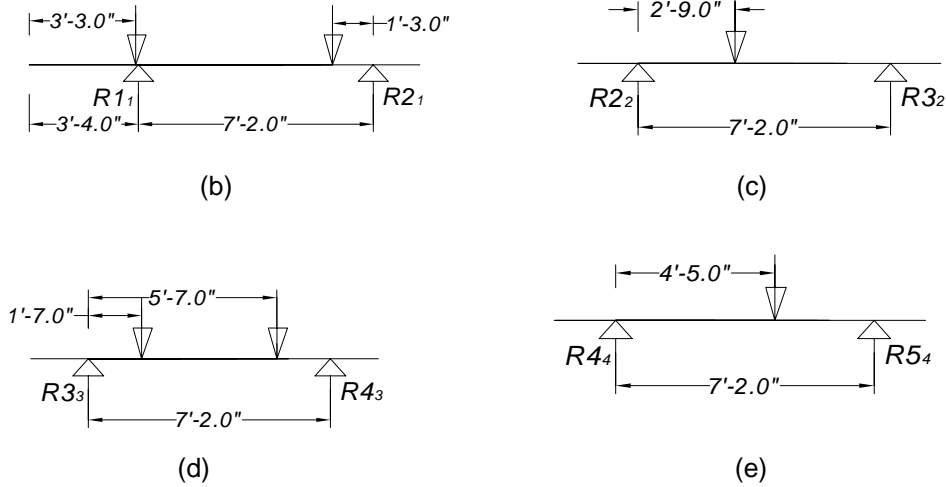 3'-3.0"
1'-3.0"
R1₁
R2₁
3'-4.0"
7'-2.0"
(b)
2'-9.0"
R2₂
R3₂
7'-2.0"
(c)
5'-7.0"
1'-7.0"
R3₃
R4₃
7'-2.0"
(d)
4'-5.0"
R4₄
R5₄
7'-2.0"
(e)